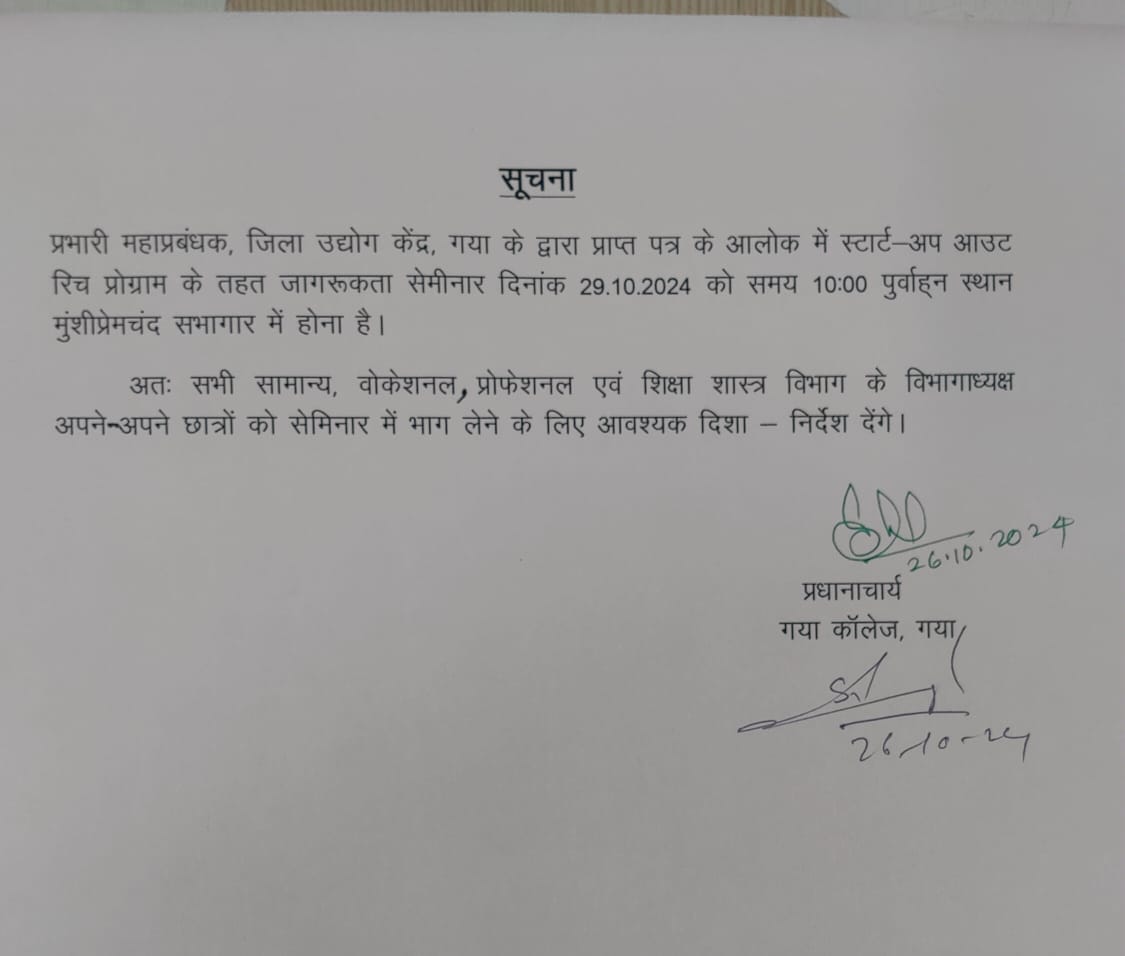 सूचना
प्रभारी महाप्रबंधक, जिला उद्योग केंद्र, गया के द्वारा प्राप्त पत्र के आलोक में स्टार्ट–अप आउट
रिच प्रोग्राम के तहत जागरूकता सेमीनार दिनांक 29.10.2024 को समय 10:00 पुर्वाह्न स्थान
मुंशीप्रेमचंद सभागार में होना है।
अतः सभी सामान्य, वोकेशनल, प्रोफेशनल एवं शिक्षा शास्त्र विभाग के विभागाध्यक्ष
अपने-अपने छात्रों को सेमिनार में भाग लेने के लिए आवश्यक दिशा – निर्देश देंगे।
26.10.2024
प्रधानाचार्य
गया कॉलेज, गया
26-10-24